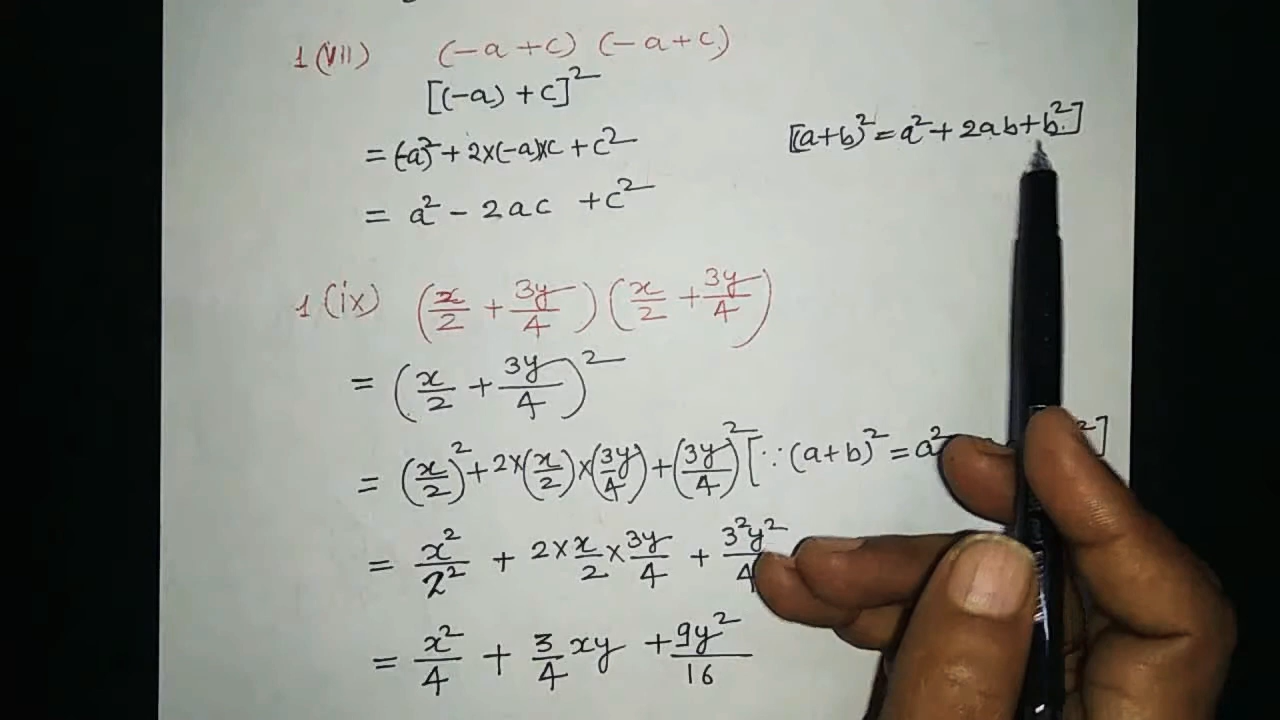 1(vii) (-a+c) (-a+c)
[(-a)+c]²
= (-a)² + 2×(-a)×c + c²
[(a+b)² = a² + 2ab + b²]
= a² - 2ac + c²
1(ix) (x/2 + 3y/4) (x/2 + 3y/4)
= (x/2 + 3y/4)²
= (x/2)² + 2×(x/2)×(3y/4) + (3y/4)² [∵ (a+b)² = a² ²]
= x²/2² + 2×x/2×3y/4 + 3²y²/4
= x²/4 + 3/4 xy + 9y²/16